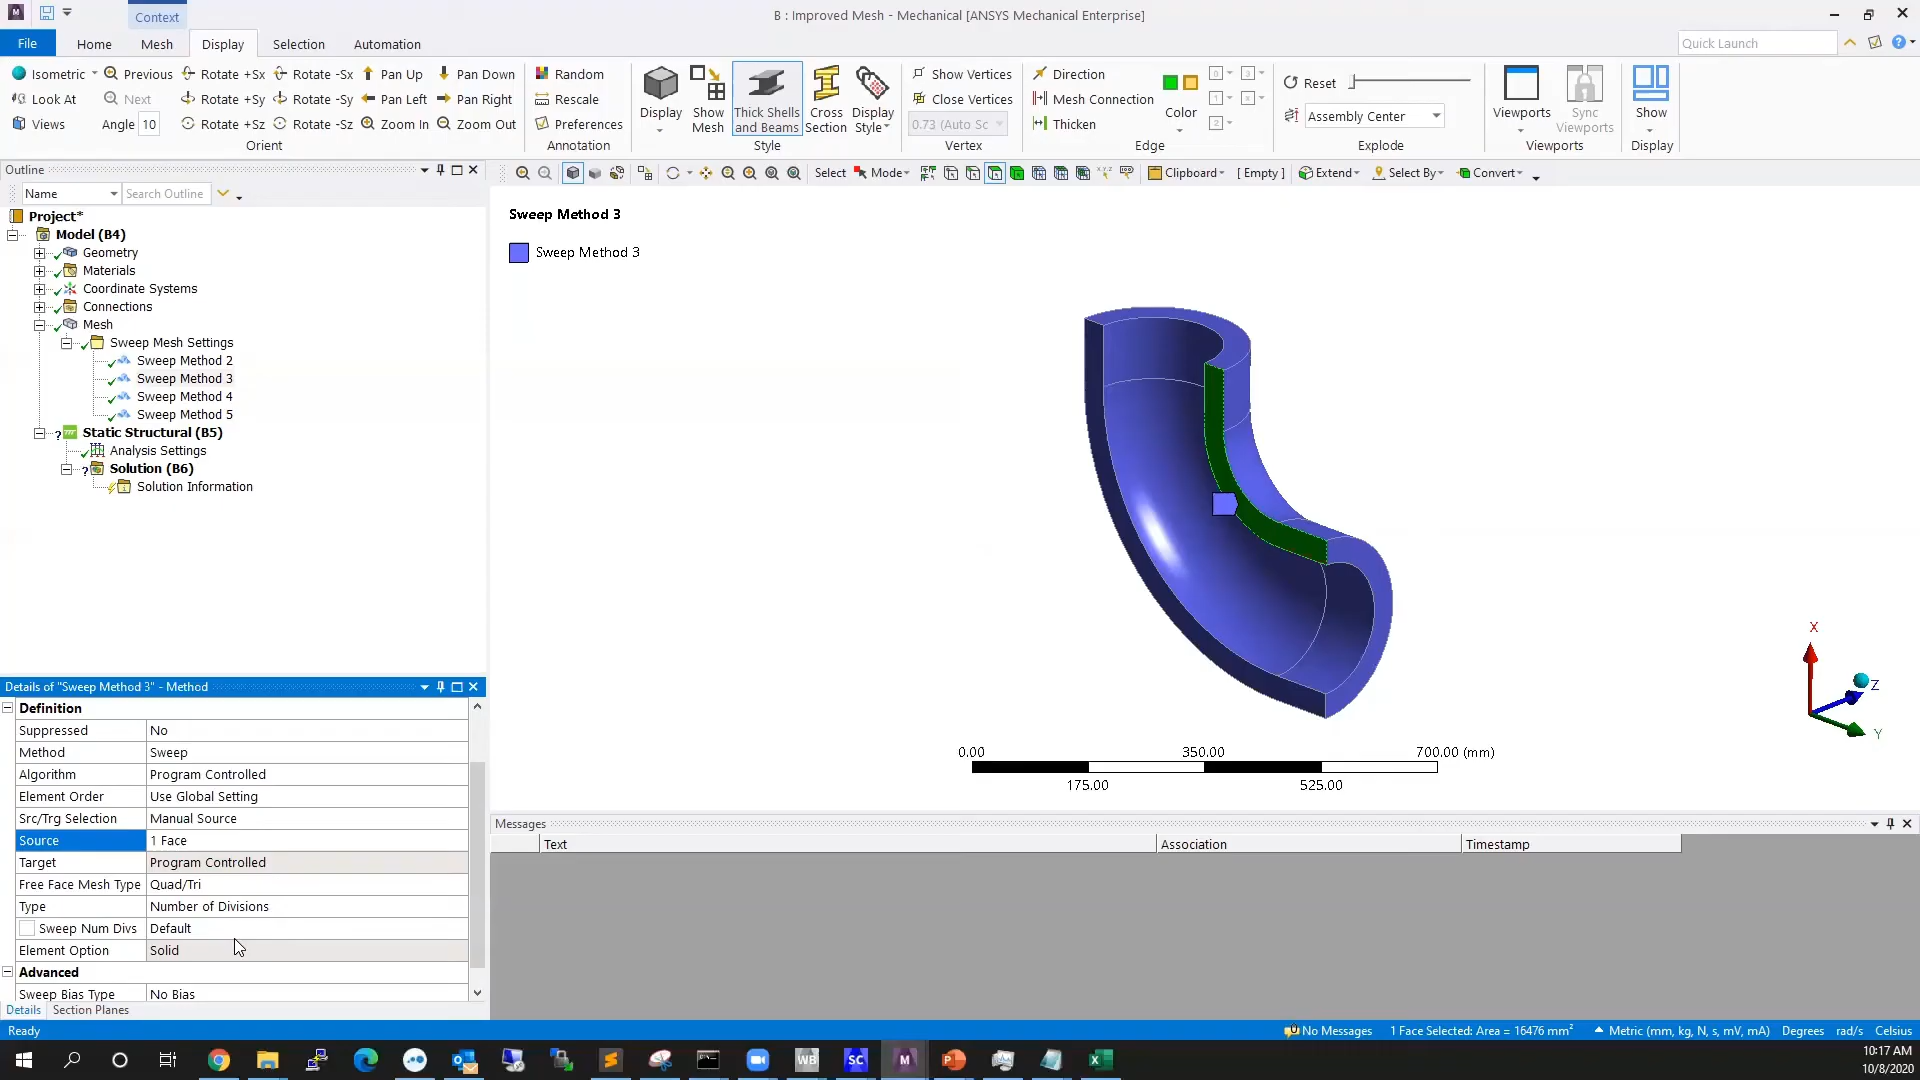 Context
B : Improved Mesh - Mechanical [ANSYS Mechanical Enterprise]
File Home Mesh Display Selection Automation Quick Launch
Isometric Previous Rotate +Sx Rotate -Sx Pan Up Pan Down Random Show Vertices Direction Reset
Look At Next Rotate +Sy Rotate -Sy Pan Left Pan Right Rescale Close Vertices Mesh Connection
Views Angle 10 Rotate +Sz Rotate -Sz Zoom In Zoom Out Preferences 0.73 (Auto Sc Thicken Assembly Center
Display Show Mesh Thick Shells and Beams Cross Section Display Style Color Viewports Sync Viewports Show
Orient Annotation Style Vertex Edge Explode Viewports Display
Outline
Select Mode Clipboard [ Empty ] Extend Select By Convert
Name Search Outline
Project*
Model (B4)
Geometry
Materials
Coordinate Systems
Connections
Mesh
Sweep Mesh Settings
Sweep Method 2
Sweep Method 3
Sweep Method 4
Sweep Method 5
Static Structural (B5)
Analysis Settings
Solution (B6)
Solution Information
Sweep Method 3
Sweep Method 3
X
Z
Y
0.00 350.00 700.00 (mm)
175.00 525.00
Details of "Sweep Method 3" - Method
Definition
Suppressed No
Method Sweep
Algorithm Program Controlled
Element Order Use Global Setting
Src/Trg Selection Manual Source
Source 1 Face
Target Program Controlled
Free Face Mesh Type Quad/Tri
Type Number of Divisions
Sweep Num Divs Default
Element Option Solid
Advanced
Sweep Bias Type No Bias
Details Section Planes
Messages
Text Association Timestamp
Ready No Messages 1 Face Selected: Area = 16476 mm² Metric (mm, kg, N, s, mV, mA) Degrees rad/s Celsius
WB SC M
10:17 AM
10/8/2020